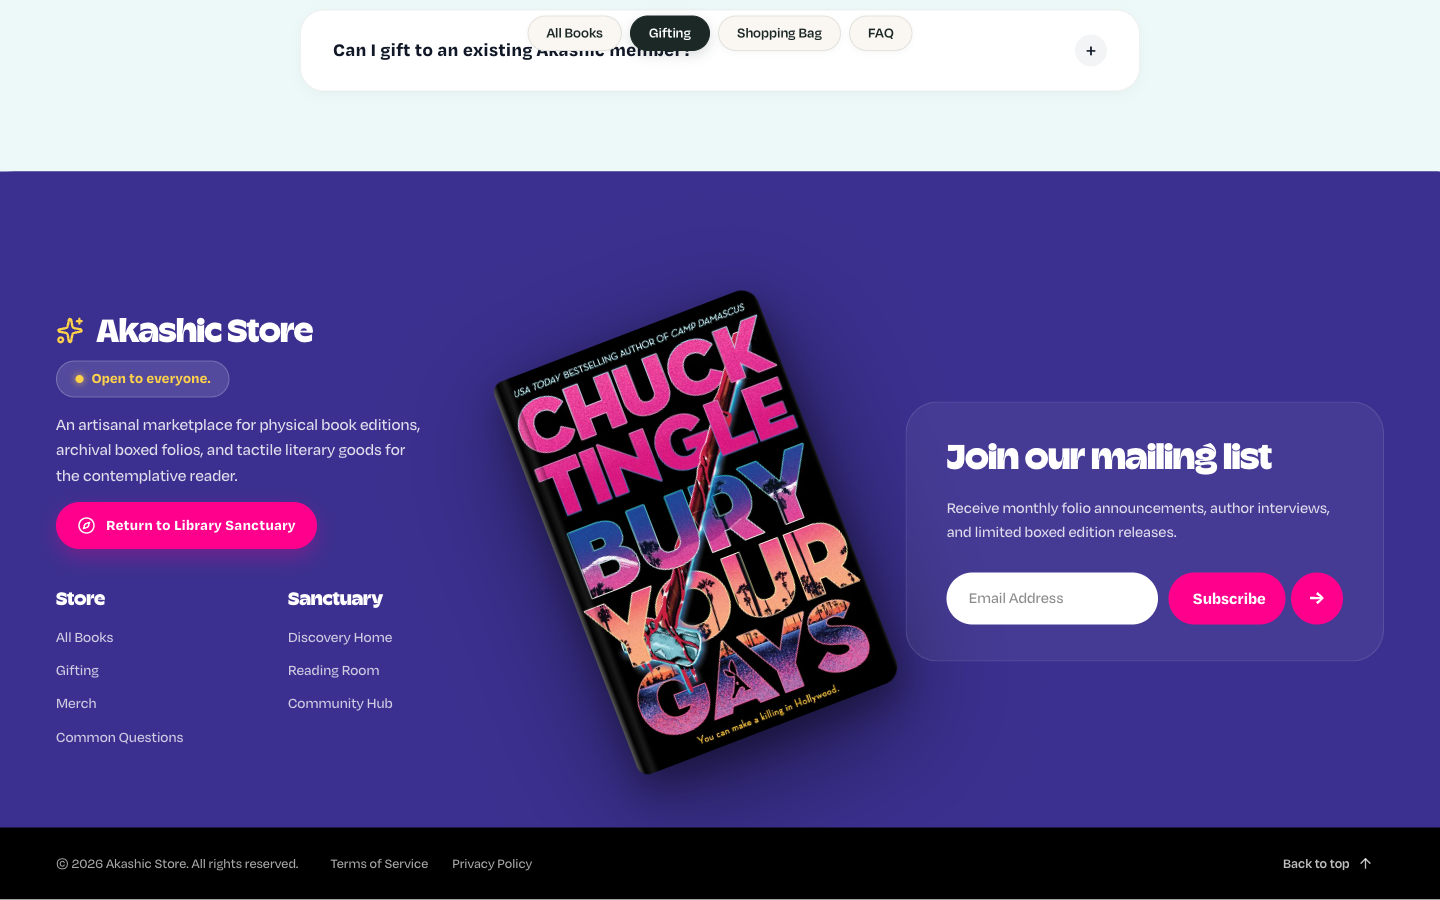 All Books
Gifting
Shopping Bag
FAQ
Can I gift to an existing Akashic member?
Akashic Store
Open to everyone.
An artisanal marketplace for physical book editions,
archival boxed folios, and tactile literary goods for
the contemplative reader.
Return to Library Sanctuary
Store
All Books
Gifting
Merch
Common Questions
Sanctuary
Discovery Home
Reading Room
Community Hub
USA TODAY BESTSELLING AUTHOR OF CAMP DAMASCUS
CHUCK
TINGLE
BURY
YOUR
GAYS
You can make a killing in Hollywood.
Join our mailing list
Receive monthly folio announcements, author interviews,
and limited boxed edition releases.
Email Address
Subscribe
© 2026 Akashic Store. All rights reserved.
Terms of Service
Privacy Policy
Back to top